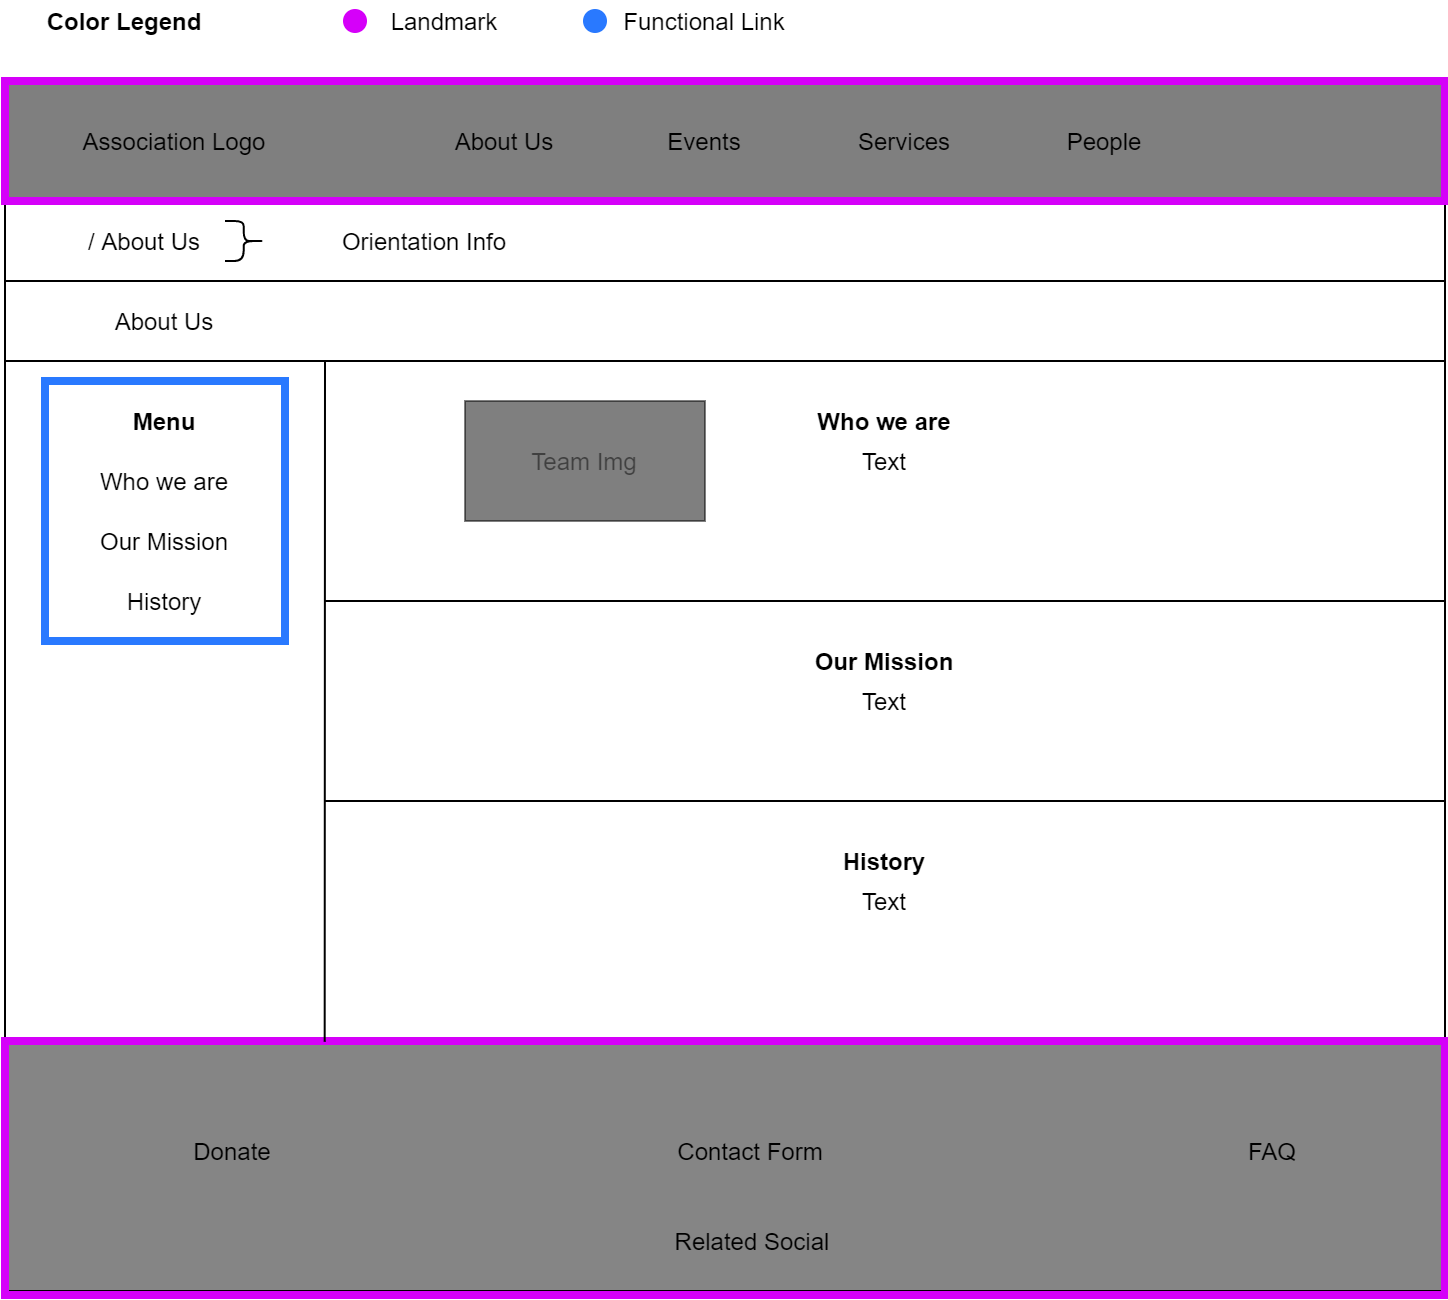 Color Legend Landmark Functional Link
Association Logo About Us Events Services People
/ About Us Orientation Info
About Us
Menu
Who we are
Our Mission
History
Team Img
Who we are
Text
Our Mission
Text
History
Text
Donate Contact Form FAQ
Related Social